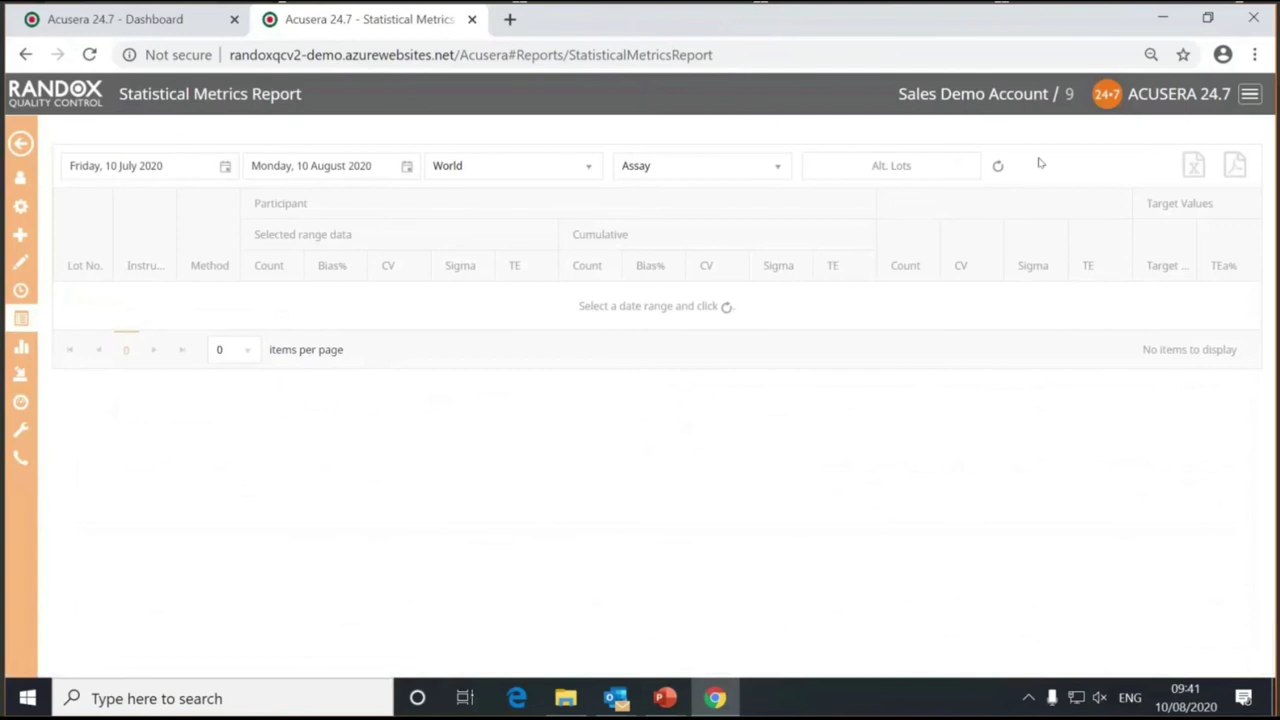 Acusera 24.7 - Dashboard
Acusera 24.7 - Statistical Metrics
Not secure
randoxqcv2-demo.azurewebsites.net/Acusera#Reports/StatisticalMetricsReport
RANDOX
QUALITY CONTROL
Statistical Metrics Report
Sales Demo Account / 9
24•7
ACUSERA 24.7
Friday, 10 July 2020
Monday, 10 August 2020
World
Assay
Alt. Lots
Participant
Target Values
Selected range data
Cumulative
Lot No. Instru... Method Count Bias% CV Sigma TE Count Bias% CV Sigma TE Count CV Sigma TE Target ... TEa%
Select a date range and click
0
0
items per page
No items to display
Type here to search
ENG
09:41
10/08/2020